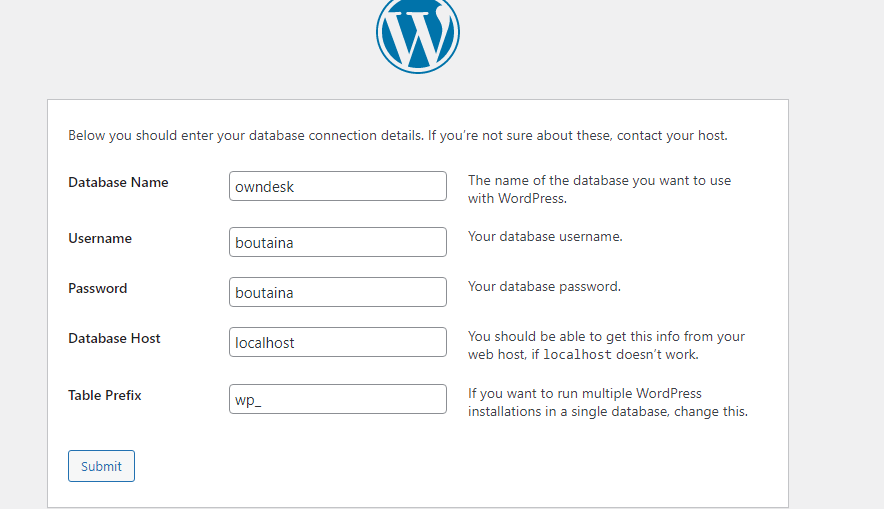 Below you should enter your database connection details. If you’re not sure about these, contact your host.
Database Name
owndesk
The name of the database you want to use
with WordPress.
Username
boutaina
Your database username.
Password
boutaina
Your database password.
Database Host
localhost
You should be able to get this info from your
web host, if localhost doesn’t work.
Table Prefix
wp_
If you want to run multiple WordPress
installations in a single database, change this.
Submit